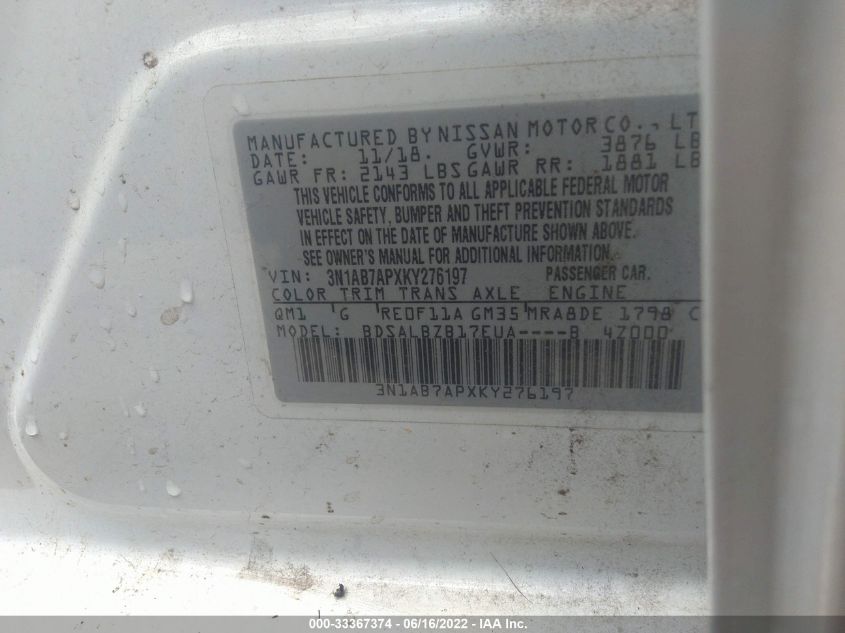 MANUFACTURED BY NISSAN MOTOR CO., LT
DATE: 11/18. GVWR: 3876 LB
GAWR FR: 2143 LBS GAWR RR: 1881 LB
THIS VEHICLE CONFORMS TO ALL APPLICABLE FEDERAL MOTOR
VEHICLE SAFETY, BUMPER AND THEFT PREVENTION STANDARDS
IN EFFECT ON THE DATE OF MANUFACTURE SHOWN ABOVE.
SEE OWNER'S MANUAL FOR ADDITIONAL INFORMATION.
VIN: 3N1AB7APXKY276197 PASSENGER CAR.
COLOR TRIM TRANS AXLE ENGINE
QM1 G RE0F11A GM35 MRA8DE 1798 C
MODEL: BDSALBZB17EUA----B 4Z000
3N1AB7APXKY276197
000-33367374 - 06/16/2022 - IAA Inc.